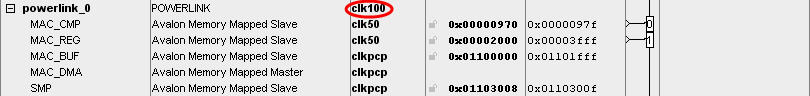 powerlink_0 POWERLINK clk100
MAC_CMP Avalon Memory Mapped Slave clk50 0x00000970 0x0000097f 0
MAC_REG Avalon Memory Mapped Slave clk50 0x00002000 0x00003fff 1
MAC_BUF Avalon Memory Mapped Slave clkpcp 0x01100000 0x01101fff
MAC_DMA Avalon Memory Mapped Master clkpcp
SMP Avalon Memory Mapped Slave clkpcp 0x01103008 0x0110300f